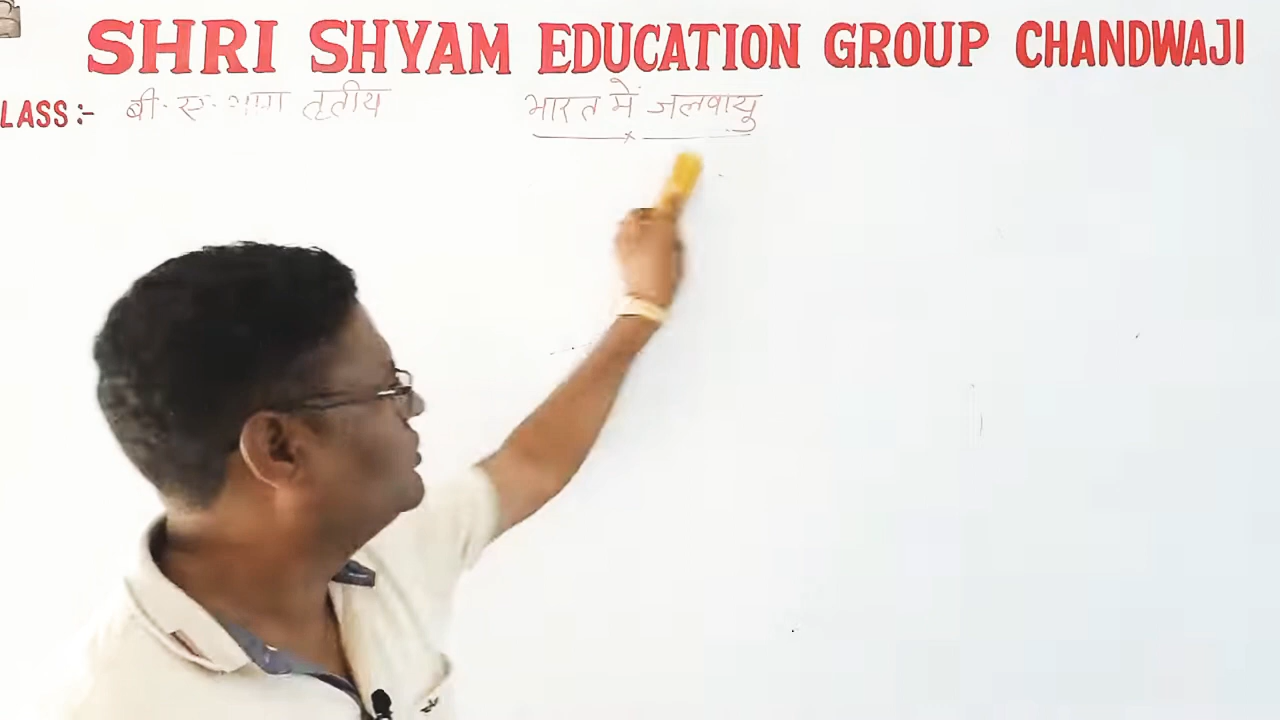 SHRI SHYAM EDUCATION GROUP CHANDWAJI
LASS:- बी. ए. भाग तृतीय
भारत में जलवायु